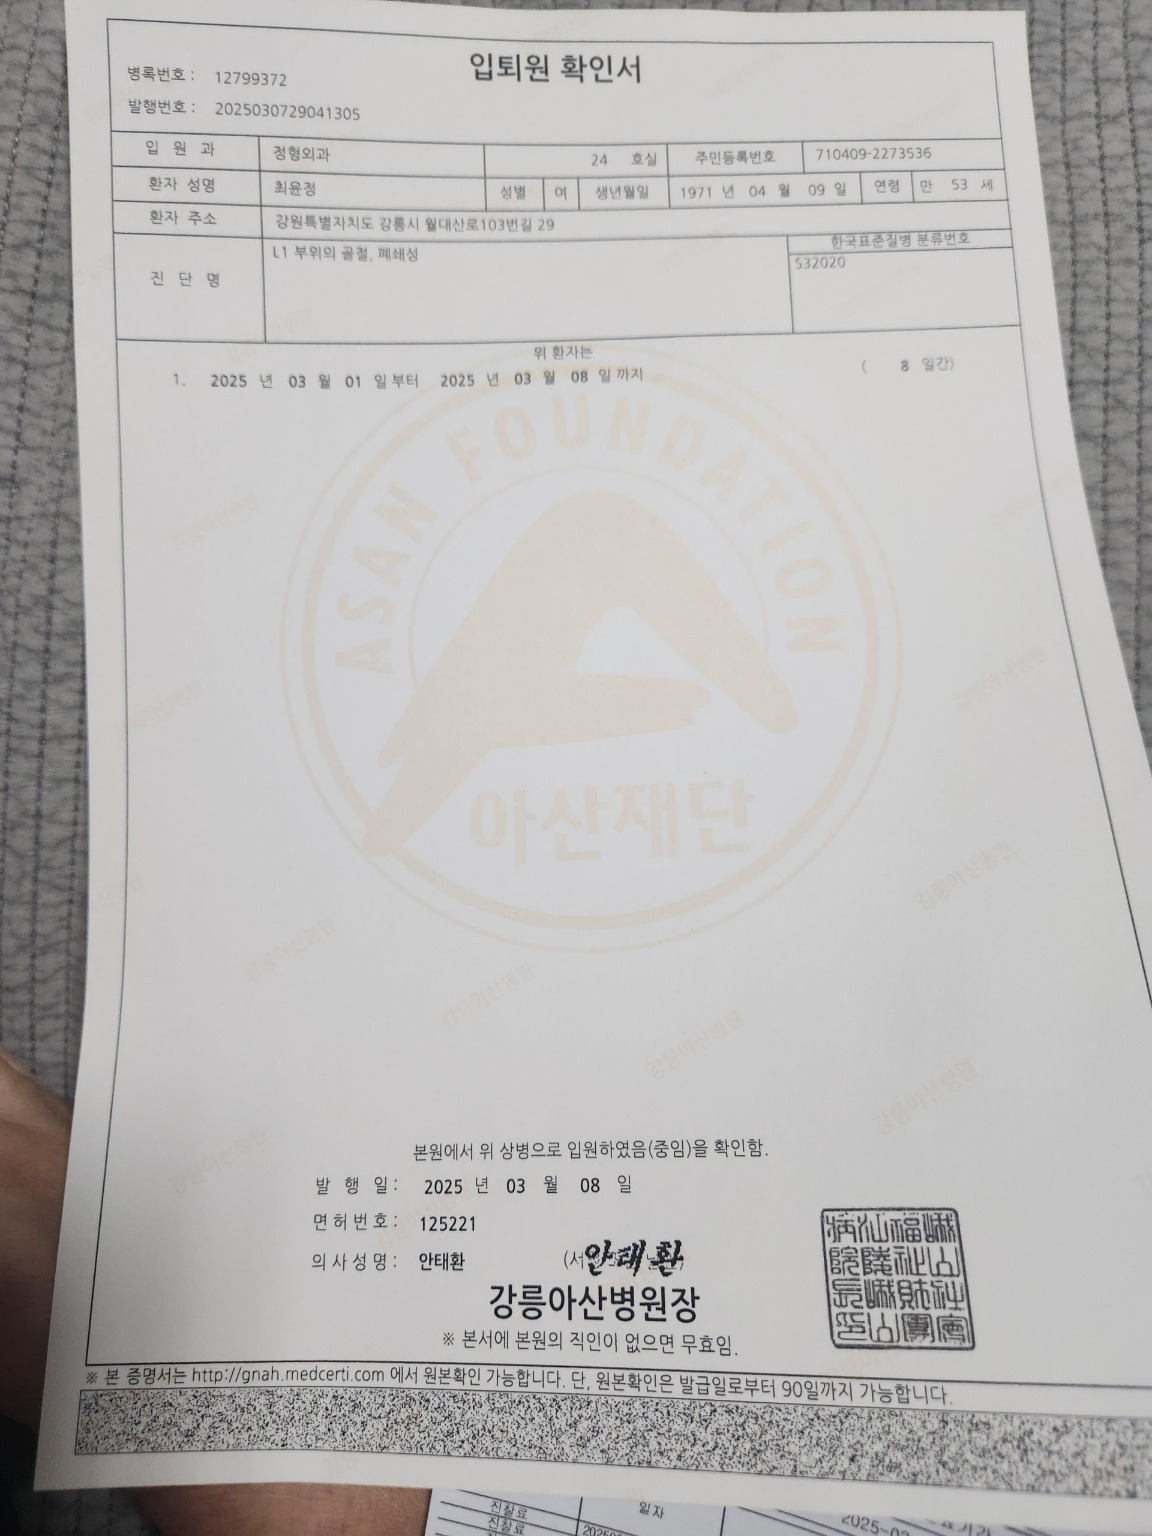 입퇴원 확인서
병록번호 : 12799372
발행번호 : 2025030729041305
입 원 과 정형외과 24 호실 주민등록번호 710409-2273536
환자 성명 최윤정 성별 여 생년월일 1971 년 04 월 09 일 연령 만 53 세
환자 주소 강원특별자치도 강릉시 월대산로103번길 29
진 단 명 L1 부위의 골절, 폐쇄성 한국표준질병 분류번호
S32020
위 환자는
1. 2025 년 03 월 01 일 부터 2025 년 03 월 08 일 까지 ( 8 일간)
ASAN FOUNDATION
아산재단
본원에서 위 상병으로 입원하였음(중임)을 확인함.
발 행 일 : 2025 년 03 월 08 일
면허번호 : 125221
의사성명 : 안태환 (서 안태환
강릉아산병원장
※ 본서에 본원의 직인이 없으면 무효임.
※ 본 증명서는 http://gnah.medcerti.com 에서 원본확인 가능합니다. 단, 원본확인은 발급일로부터 90일까지 가능합니다.
진찰료 일자
진찰료